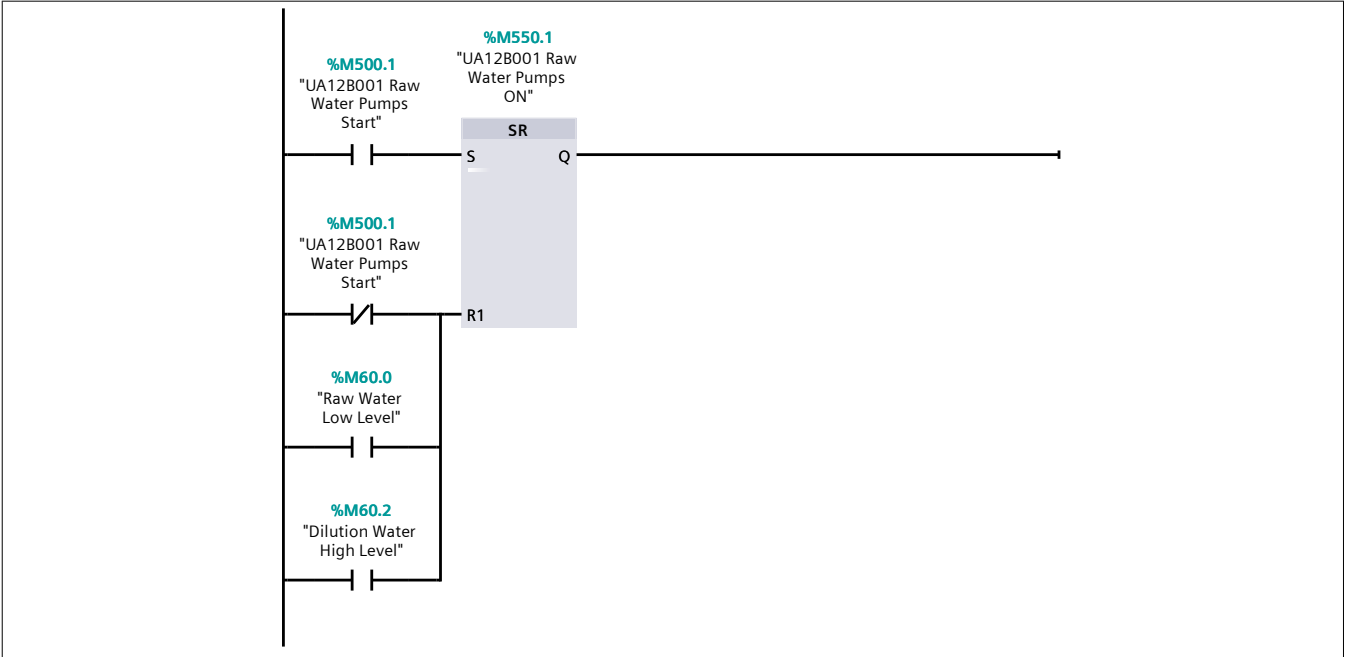 %M500.1
"UA12B001 Raw
Water Pumps
Start"
%M550.1
"UA12B001 Raw
Water Pumps
ON"
SR
S
Q
%M500.1
"UA12B001 Raw
Water Pumps
Start"
R1
%M60.0
"Raw Water
Low Level"
%M60.2
"Dilution Water
High Level"